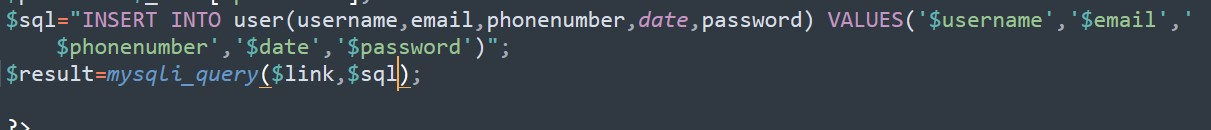 $sql="INSERT INTO user(username,email,phonenumber,date,password) VALUES('$username','$email','
$phonenumber','$date','$password')";
$result=mysqli_query($link,$sql);
?>